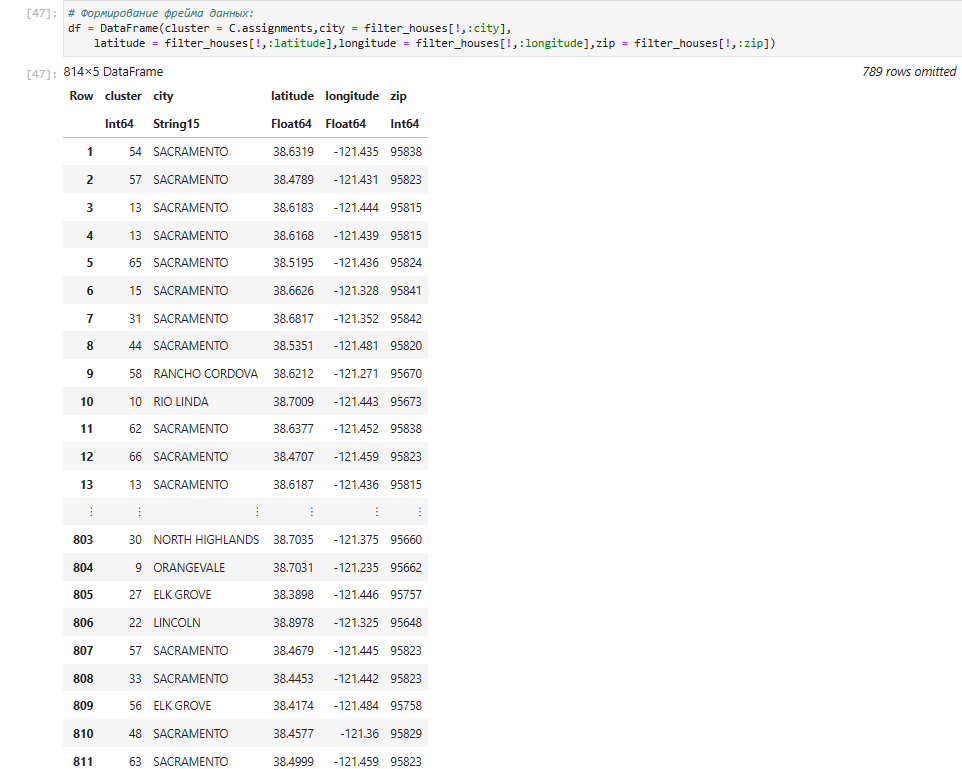 [47]: # Формирование фрейма данных:
df = DataFrame(cluster = C.assignments,city = filter_houses[!,:city],
latitude = filter_houses[!,:latitude],longitude = filter_houses[!,:longitude],zip = filter_houses[!,:zip])
[47]: 814×5 DataFrame 789 rows omitted
Row cluster city latitude longitude zip
Int64 String15 Float64 Float64 Int64
1 54 SACRAMENTO 38.6319 -121.435 95838
2 57 SACRAMENTO 38.4789 -121.431 95823
3 13 SACRAMENTO 38.6183 -121.444 95815
4 13 SACRAMENTO 38.6168 -121.439 95815
5 65 SACRAMENTO 38.5195 -121.436 95824
6 15 SACRAMENTO 38.6626 -121.328 95841
7 31 SACRAMENTO 38.6817 -121.352 95842
8 44 SACRAMENTO 38.5351 -121.481 95820
9 58 RANCHO CORDOVA 38.6212 -121.271 95670
10 10 RIO LINDA 38.7009 -121.443 95673
11 62 SACRAMENTO 38.6377 -121.452 95838
12 66 SACRAMENTO 38.4707 -121.459 95823
13 13 SACRAMENTO 38.6187 -121.436 95815
⋮ ⋮ ⋮ ⋮ ⋮ ⋮
803 30 NORTH HIGHLANDS 38.7035 -121.375 95660
804 9 ORANGEVALE 38.7031 -121.235 95662
805 27 ELK GROVE 38.3898 -121.446 95757
806 22 LINCOLN 38.8978 -121.325 95648
807 57 SACRAMENTO 38.4679 -121.445 95823
808 33 SACRAMENTO 38.4453 -121.442 95823
809 56 ELK GROVE 38.4174 -121.484 95758
810 48 SACRAMENTO 38.4577 -121.36 95829
811 63 SACRAMENTO 38.4999 -121.459 95823